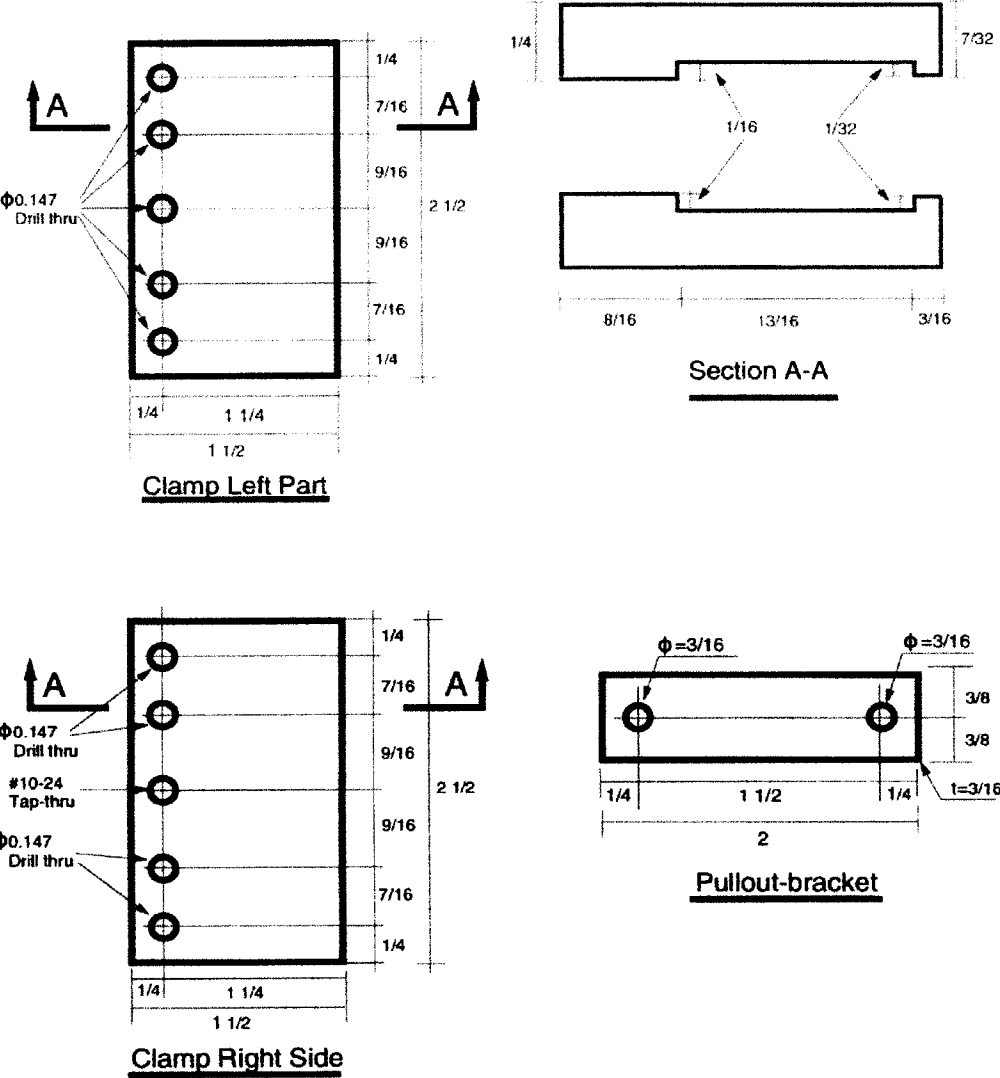 1/4
7/16
9/16
9/16
7/16
1/4
2 1/2
A
A
ϕ0.147
Drill thru
1/4
1 1/4
1 1/2
Clamp Left Part
1/4
7/32
1/16
1/32
8/16
13/16
3/16
Section A-A
1/4
7/16
9/16
9/16
7/16
1/4
2 1/2
A
A
ϕ0.147
Drill thru
#10-24
Tap-thru
ϕ0.147
Drill thru
1/4
1 1/4
1 1/2
Clamp Right Side
ϕ=3/16
ϕ=3/16
3/8
3/8
1/4
1 1/2
1/4
t=3/16
2
Pullout-bracket